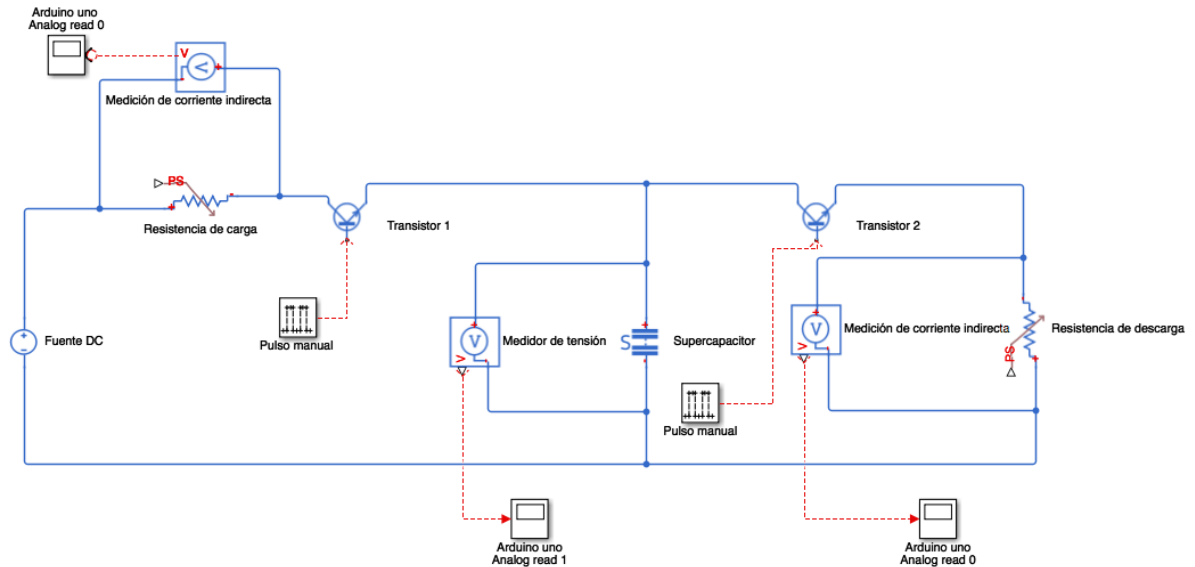 Arduino uno
Analog read 0
V
+
-
V
Medición de corriente indirecta
PS
+
-
Resistencia de carga
Transistor 1
Transistor 2
Pulso manual
Fuente DC
+
-
V
+
V
-
Medidor de tensión
S
+
-
Supercapacitor
Pulso manual
V
+
V
-
Medición de corriente indirecta
PS
-
+
Resistencia de descarga
Arduino uno
Analog read 1
Arduino uno
Analog read 0